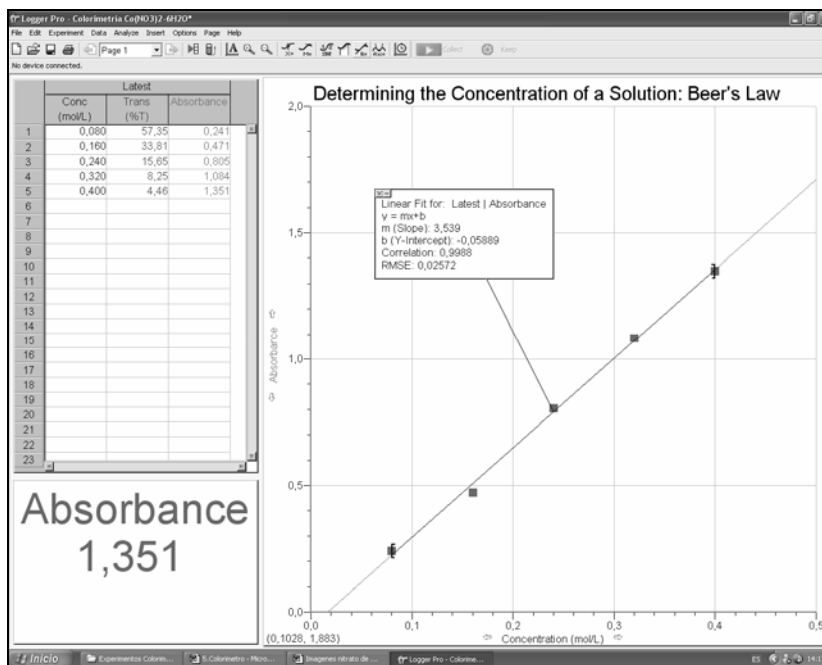 Logger Pro - Colorimetria Co(NO3)2-6H2O*
File Edit Experiment Data Analyze Insert Options Page Help
Page 1 Collect Keep
No device connected.
Latest
Conc (mol/L) Trans (%T) Absorbance
1 0,080 57,35 0,241
2 0,160 33,81 0,471
3 0,240 15,65 0,805
4 0,320 8,25 1,084
5 0,400 4,46 1,351
6
7
8
9
10
11
12
13
14
15
16
17
18
19
20
21
22
23
Absorbance
1,351
Determining the Concentration of a Solution: Beer's Law
2,0
1,5
1,0
0,5
0,0
Absorbance
Linear Fit for: Latest | Absorbance
y = mx+b
m (Slope): 3,539
b (Y-Intercept): -0,05889
Correlation: 0,9988
RMSE: 0,02572
0,0 0,2 0,4
(0,1028, 1,883) Concentration (mol/L)
Inicio Experimentos Colorim... 5.Colorimetro - Micro... Imagenes nitrato de ... Logger Pro - Colorime... ES